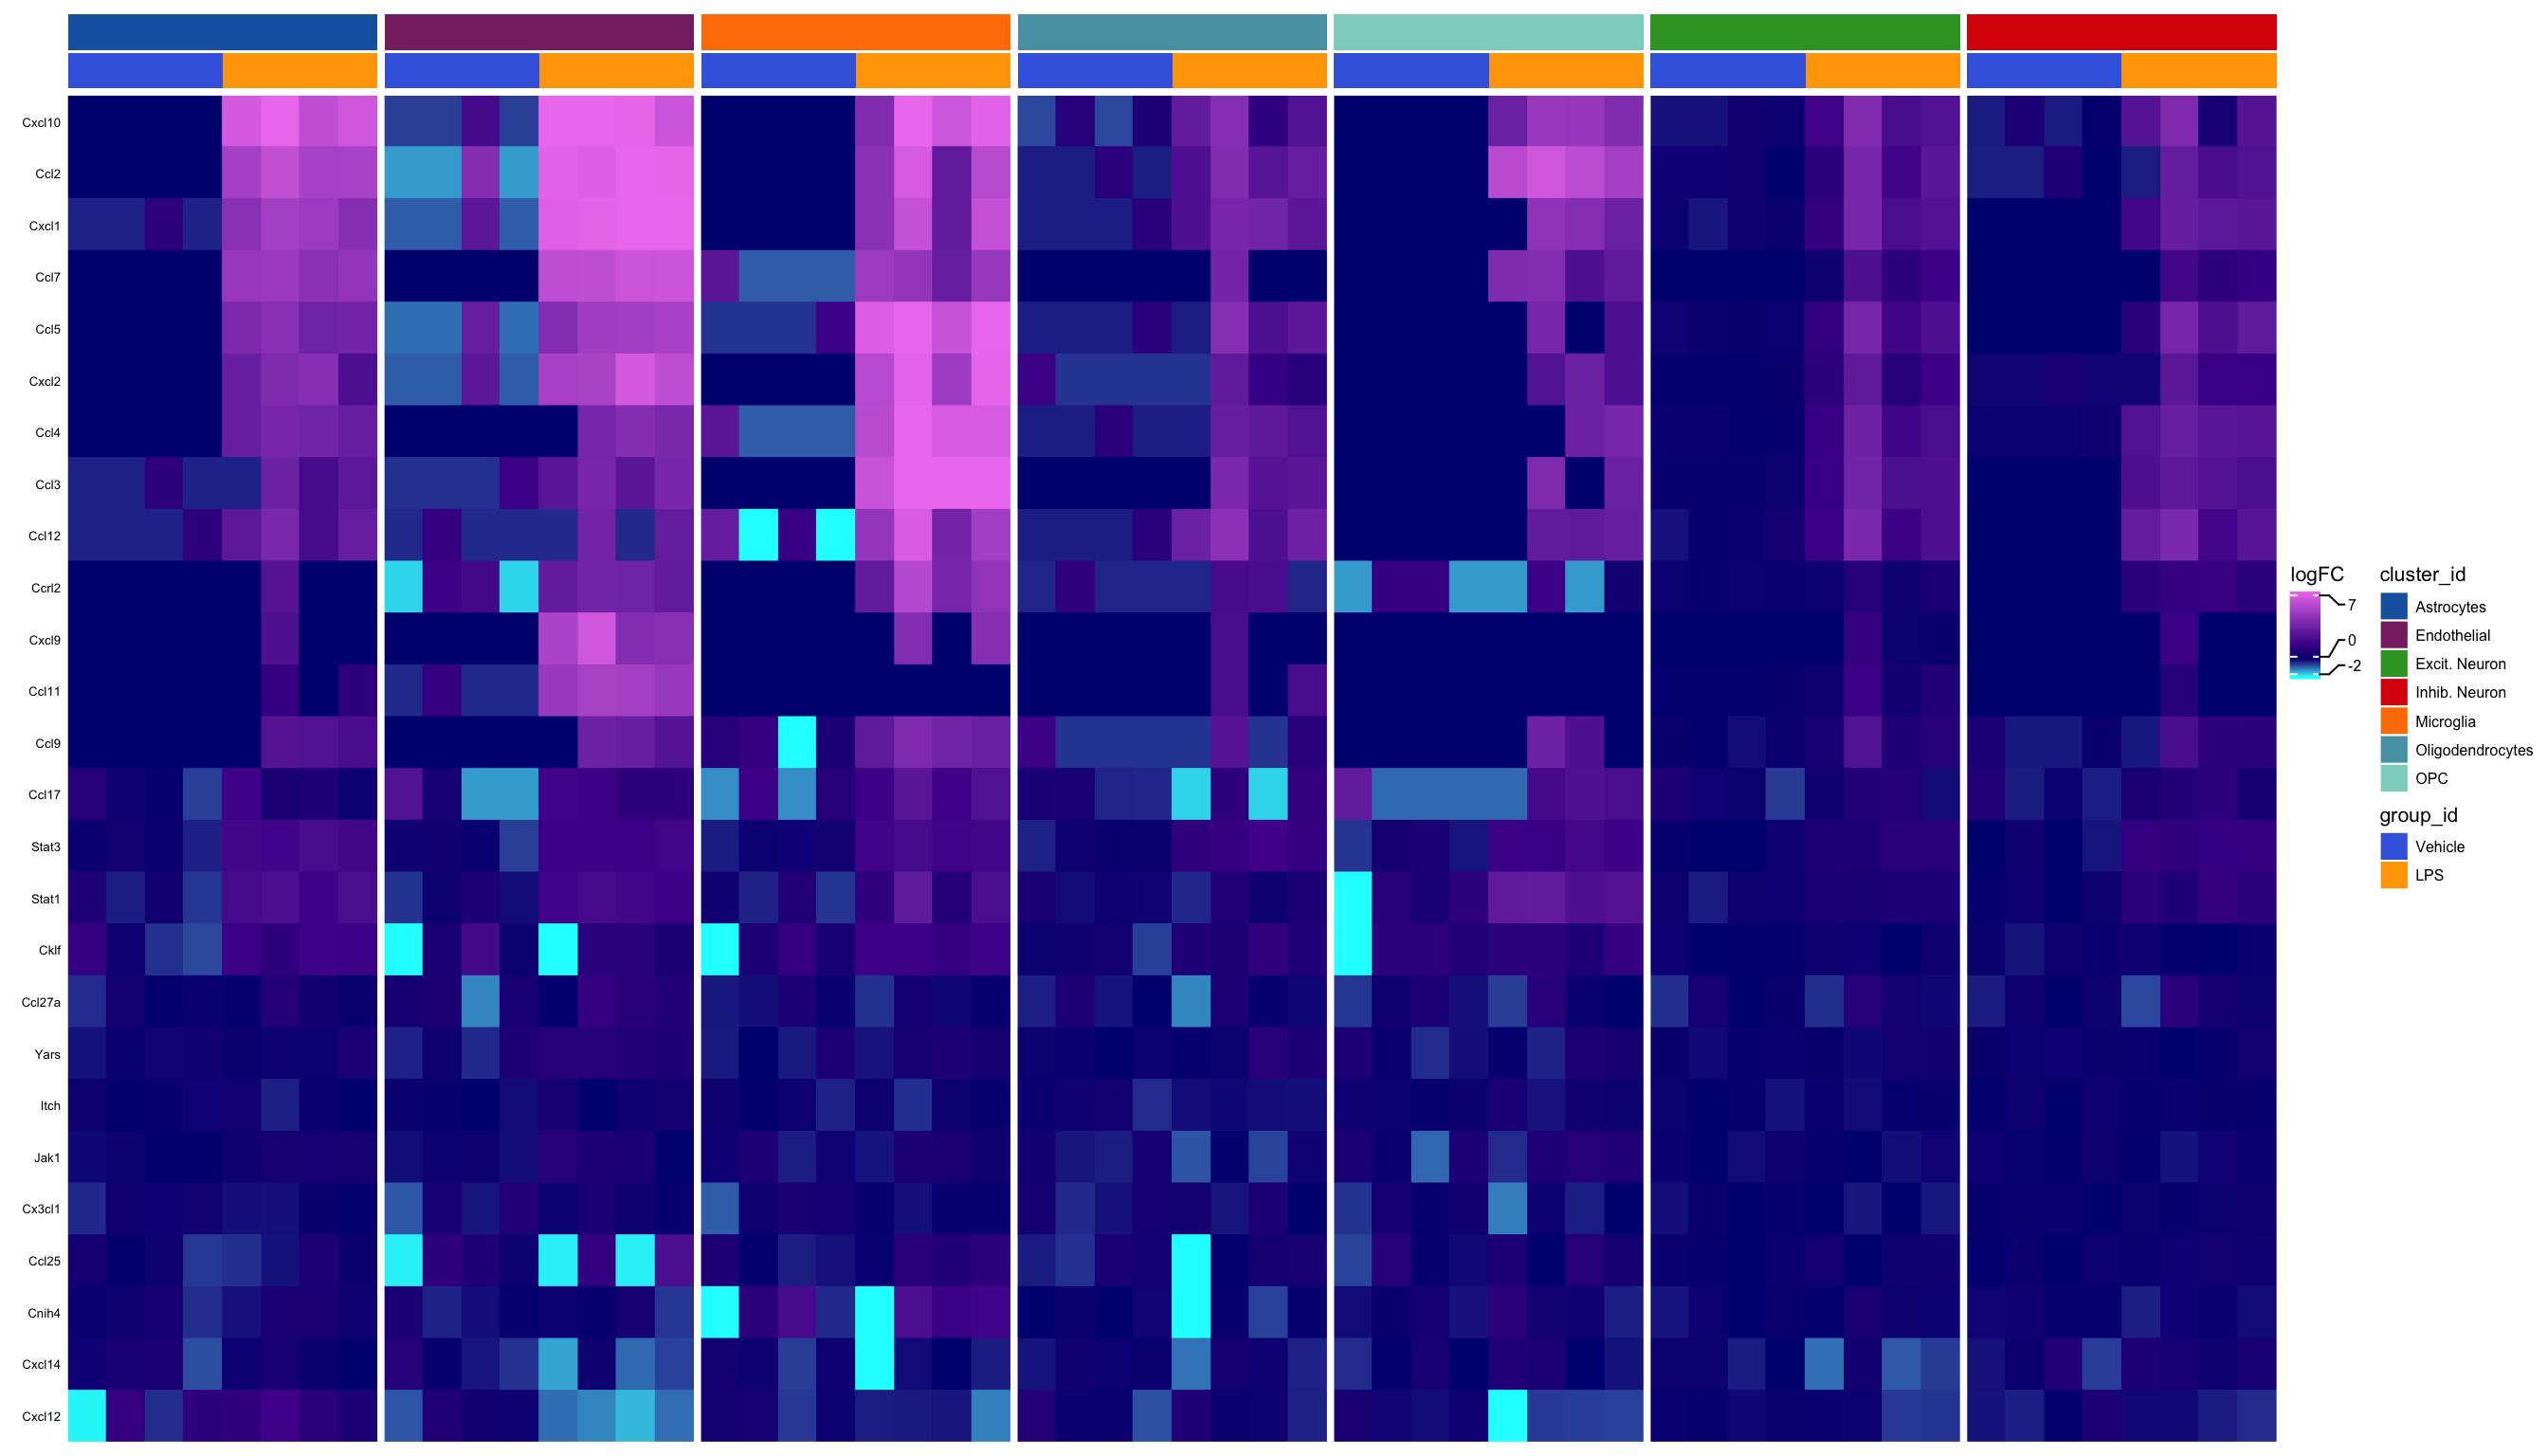 Cxcl10
Ccl2
Cxcl1
Ccl7
Ccl5
Cxcl2
Ccl4
Ccl3
Ccl12
Ccrl2
Cxcl9
Ccl11
Ccl9
Ccl17
Stat3
Stat1
Cklf
Ccl27a
Yars
Itch
Jak1
Cx3cl1
Ccl25
Cnih4
Cxcl14
Cxcl12
logFC
7
0
-2
cluster_id
Astrocytes
Endothelial
Excit. Neuron
Inhib. Neuron
Microglia
Oligodendrocytes
OPC
group_id
Vehicle
LPS